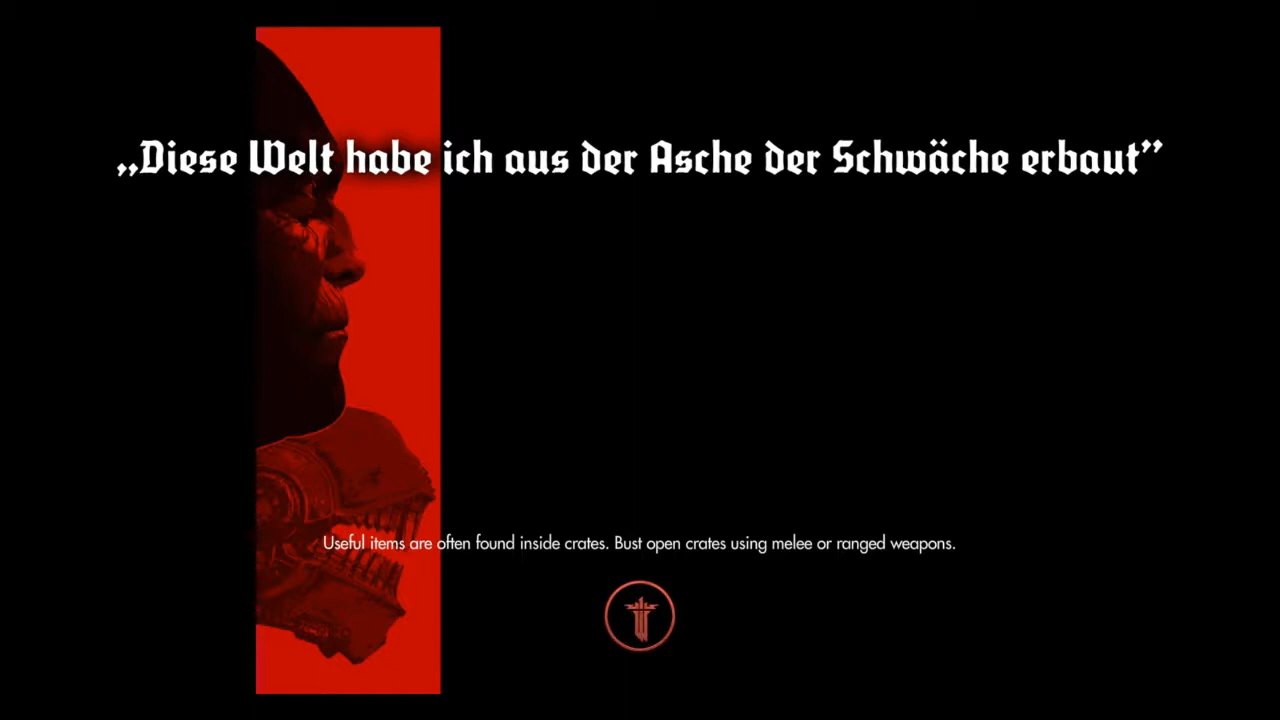 „Diese Welt habe ich aus der Asche der Schwäche erbaut”
Useful items are often found inside crates. Bust open crates using melee or ranged weapons.